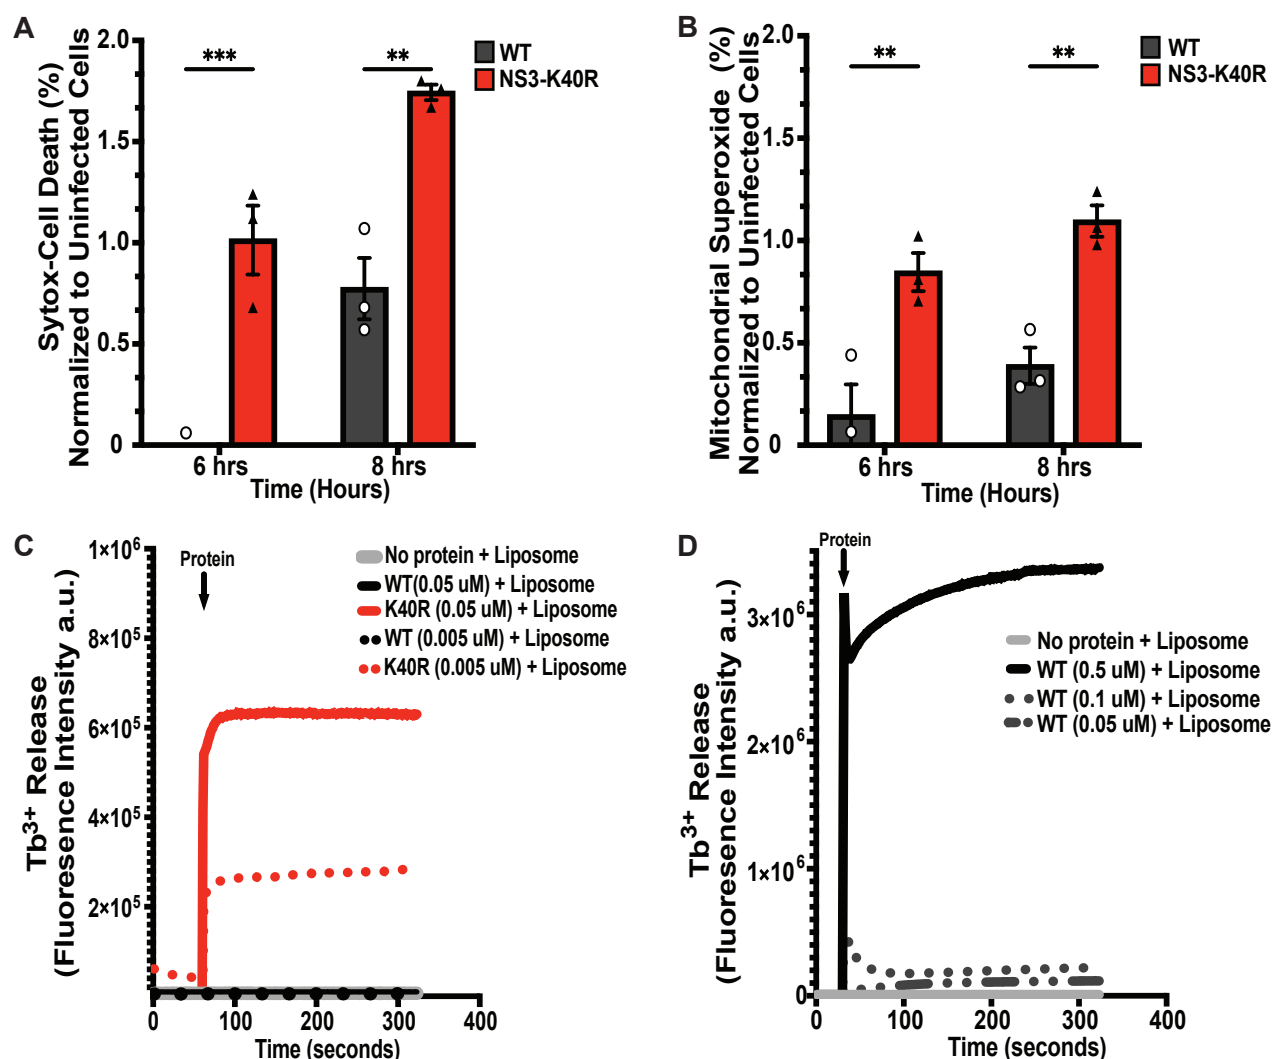 A
Sytox-Cell Death (%)
Normalized to Uninfected Cells
2.0
1.5
1.0
0.5
0
***
**
WT
NS3-K40R
6 hrs
8 hrs
Time (Hours)
B
Mitochondrial Superoxide (%)
Normalized to Uninfected Cells
2.0
1.5
1.0
0.5
0
**
**
WT
NS3-K40R
6 hrs
8 hrs
Time (Hours)
C
Tb³⁺ Release
(Fluoresence Intensity a.u.)
1×10⁶
8×10⁵
6×10⁵
4×10⁵
2×10⁵
Protein
No protein + Liposome
WT(0.05 uM) + Liposome
K40R (0.05 uM) + Liposome
WT (0.005 uM) + Liposome
K40R (0.005 uM) + Liposome
0
100
200
300
400
Time (seconds)
D
Tb³⁺ Release
(Fluoresence Intensity a.u.)
3×10⁶
2×10⁶
1×10⁶
0
Protein
No protein + Liposome
WT (0.5 uM) + Liposome
WT (0.1 uM) + Liposome
WT (0.05 uM) + Liposome
0
100
200
300
400
Time (seconds)